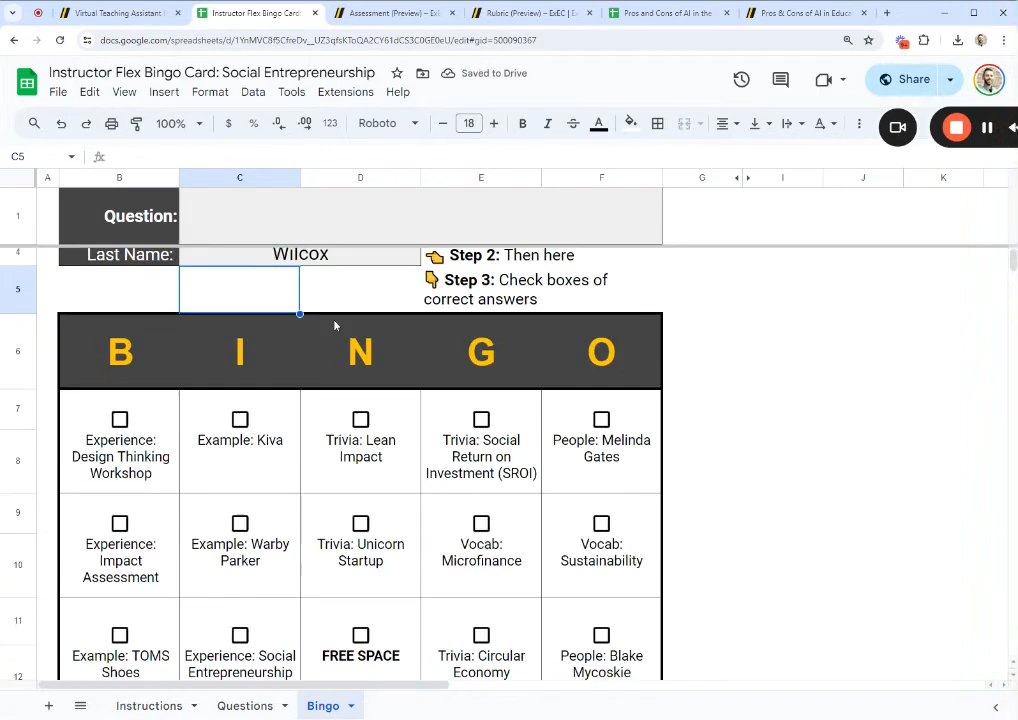 Virtual Teaching Assistant
Instructor Flex Bingo Card:
Assessment (Preview) – ExE
Rubric (Preview) – ExEC | E
Pros and Cons of AI in the
Pros & Cons of AI in Educa
docs.google.com/spreadsheets/d/1YnMVC8f5CfreDv__UZ3qfsKToQA2CY61dCS3C0GE0eU/edit#gid=500090367
Instructor Flex Bingo Card: Social Entrepreneurship
Saved to Drive
File Edit View Insert Format Data Tools Extensions Help
Share
100% $ % .0 .00 123 Roboto 18 B I A A
C5 fx
A B C D E F G I J K
1 Question:
4 Last Name: Wilcox Step 2: Then here
5 Step 3: Check boxes of
correct answers
6 B I N G O
7
8 Experience:
Design Thinking
Workshop
Example: Kiva
Trivia: Lean
Impact
Trivia: Social
Return on
Investment (SROI)
People: Melinda
Gates
9
10 Experience:
Impact
Assessment
Example: Warby
Parker
Trivia: Unicorn
Startup
Vocab:
Microfinance
Vocab:
Sustainability
11
12 Example: TOMS
Shoes
Experience: Social
Entrepreneurship
FREE SPACE
Trivia: Circular
Economy
People: Blake
Mycoskie
Instructions Questions Bingo